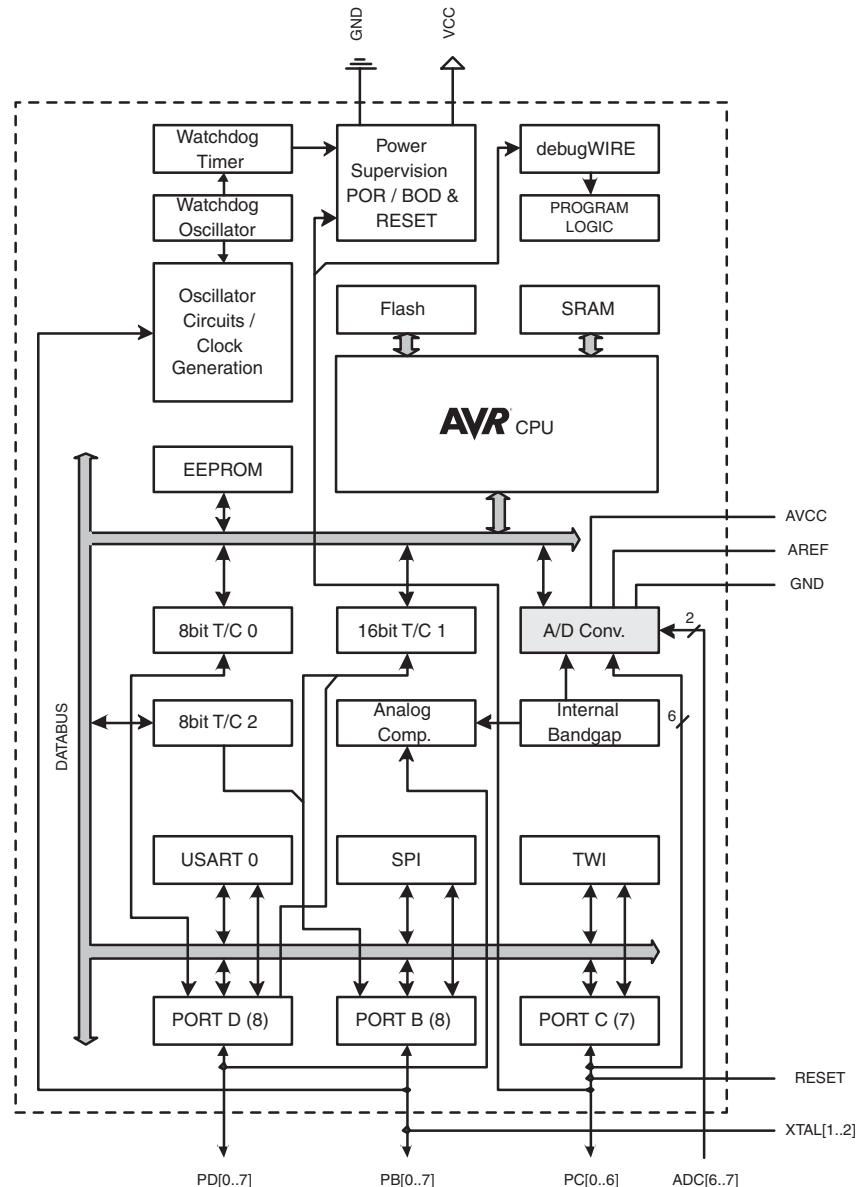 GND
VCC
Watchdog
Timer
Power
Supervision
POR / BOD &
RESET
debugWIRE
Watchdog
Oscillator
PROGRAM
LOGIC
Oscillator
Circuits /
Clock
Generation
Flash
SRAM
AVR CPU
EEPROM
AVCC
AREF
GND
8bit T/C 0
16bit T/C 1
A/D Conv.
2
8bit T/C 2
Analog
Comp.
Internal
Bandgap
6
DATABUS
USART 0
SPI
TWI
PORT D (8)
PORT B (8)
PORT C (7)
RESET
XTAL[1..2]
PD[0..7]
PB[0..7]
PC[0..6]
ADC[6..7]